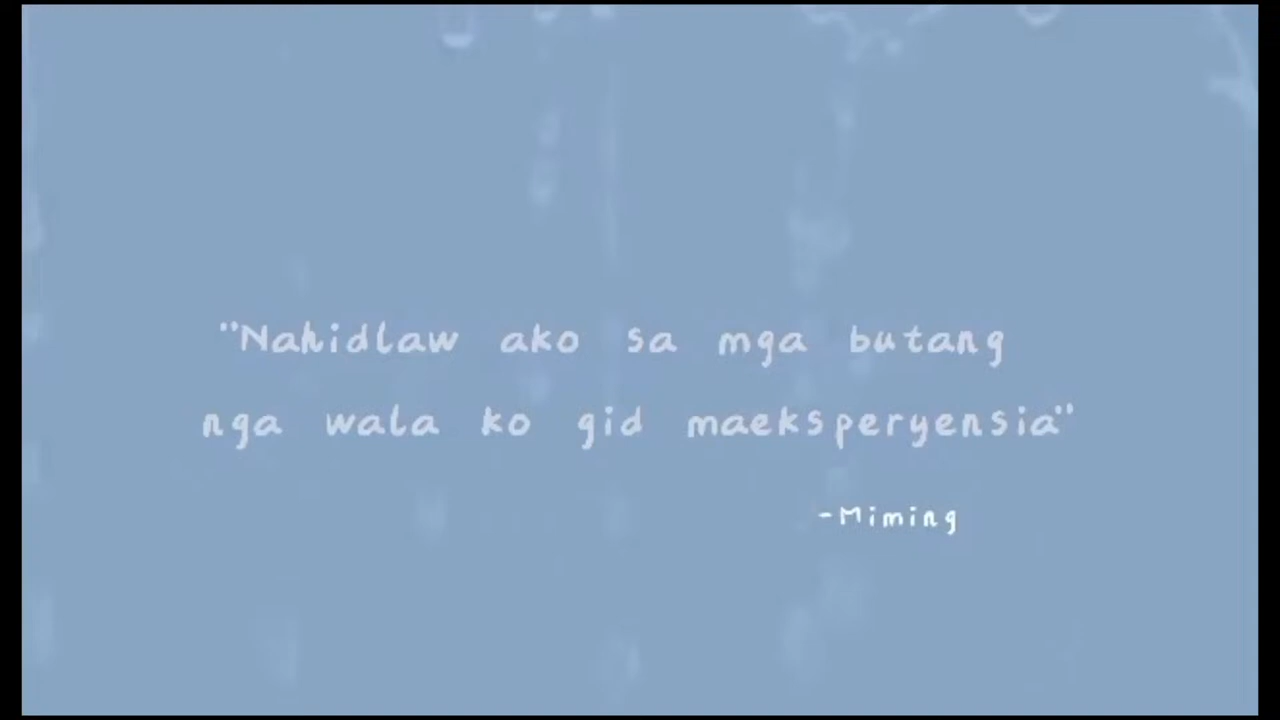 "Nahidlaw ako sa mga butang
nga wala ko gid maeksperyensia"
-Miming